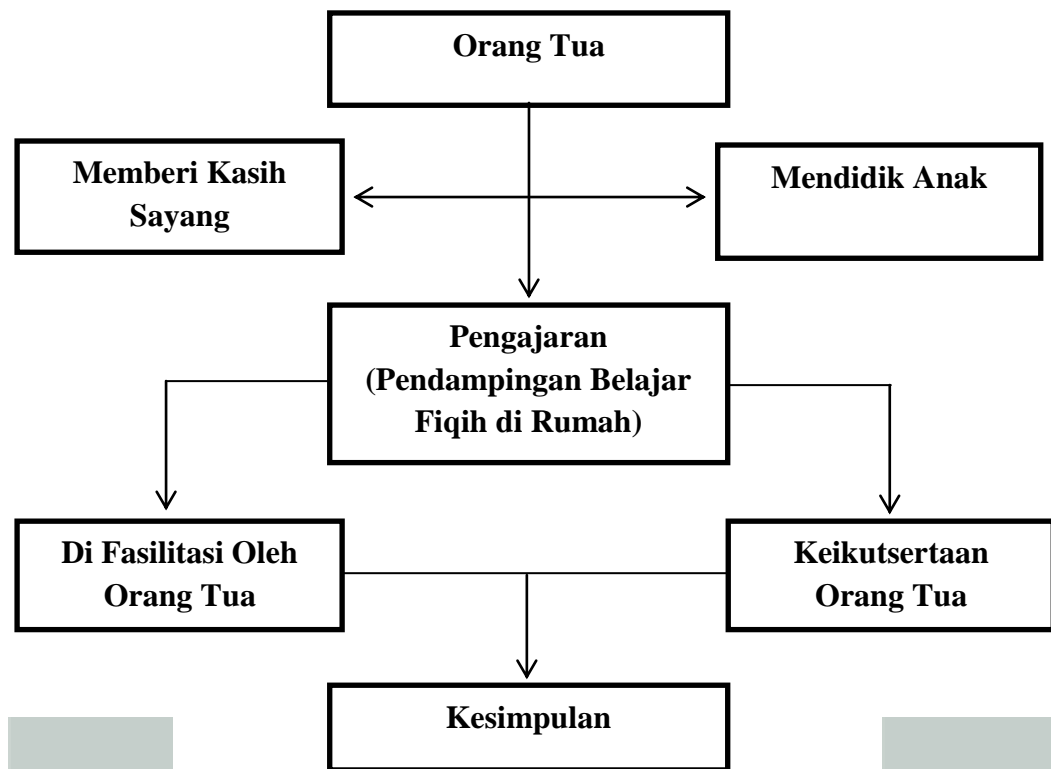 Orang Tua
Memberi Kasih
Sayang
Mendidik Anak
Pengajaran
(Pendampingan Belajar
Fiqih di Rumah)
Di Fasilitasi Oleh
Orang Tua
Keikutsertaan
Orang Tua
Kesimpulan